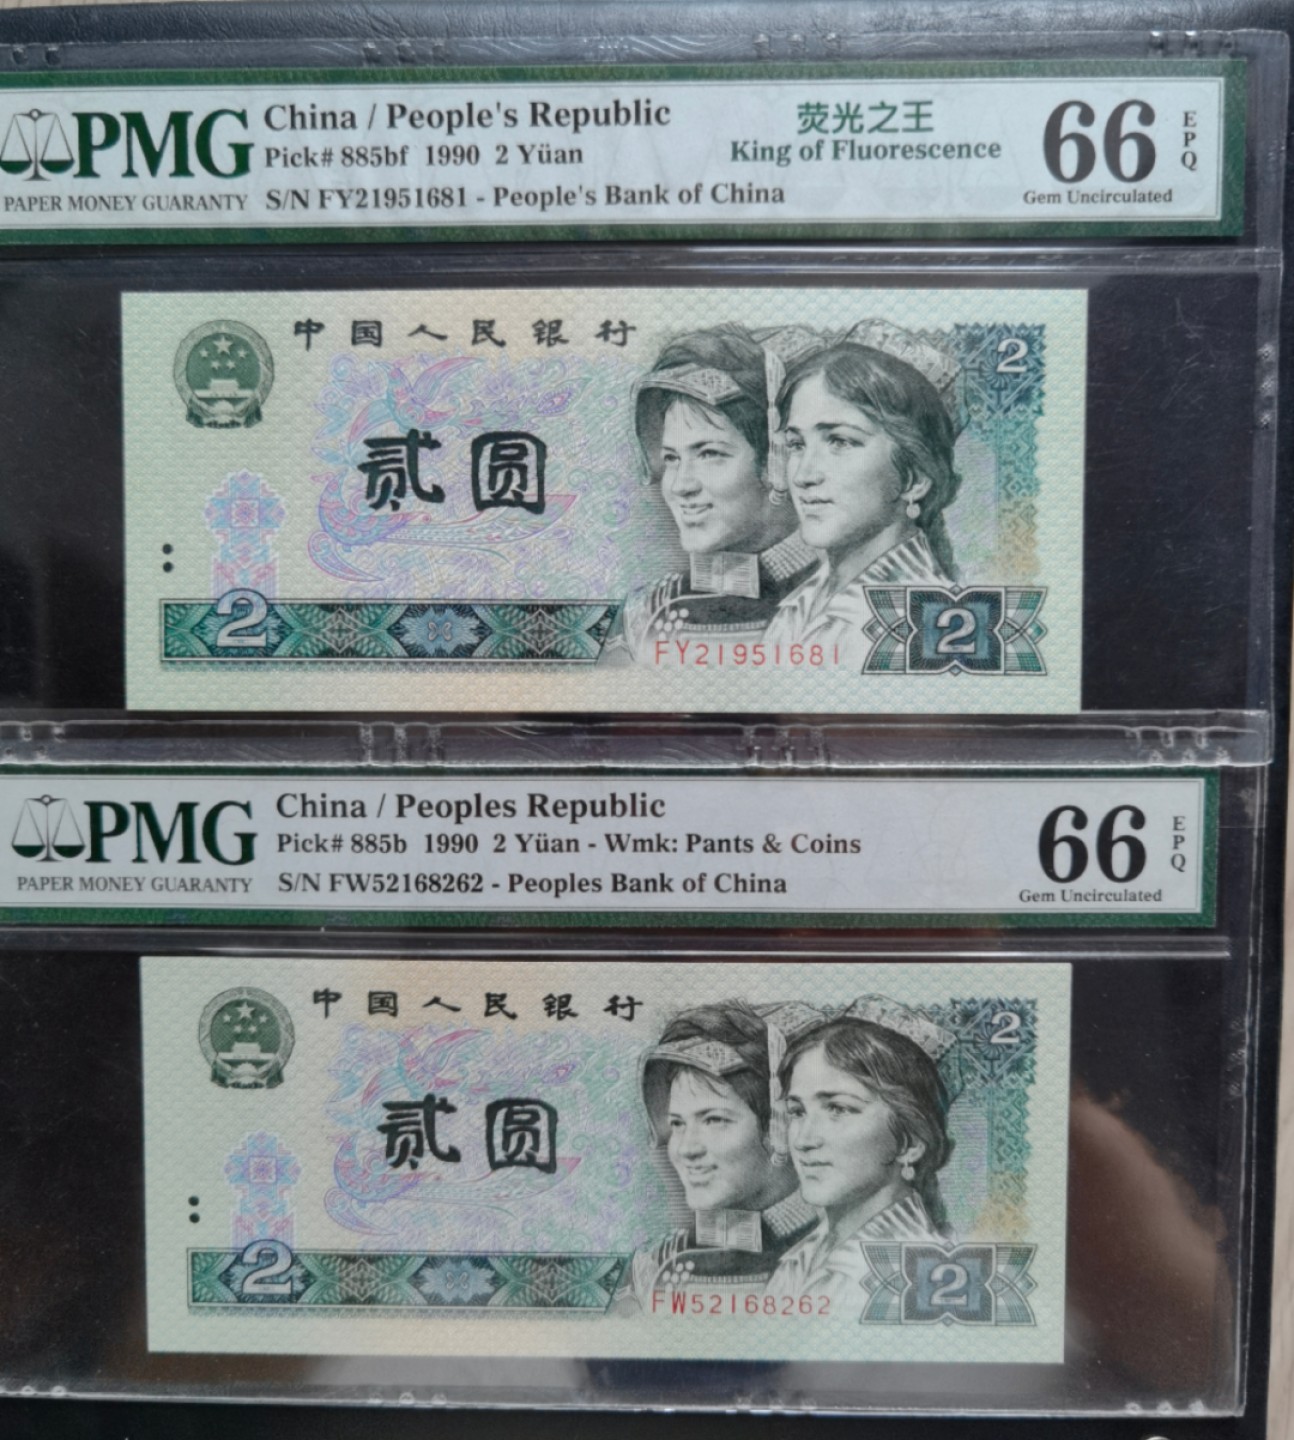 PMG
PAPER MONEY GUARANTY
China / People's Republic
Pick# 885bf 1990 2 Yüan
S/N FY21951681 - People's Bank of China
荧光之王
King of Fluorescence
66
EPQ
Gem Uncirculated
中国人民银行
2
贰圆
2
FY21951681
2
PMG
PAPER MONEY GUARANTY
China / Peoples Republic
Pick# 885b 1990 2 Yüan - Wmk: Pants & Coins
S/N FW52168262 - Peoples Bank of China
66
EPQ
Gem Uncirculated
中国人民银行
2
贰圆
2
FW52168262
2